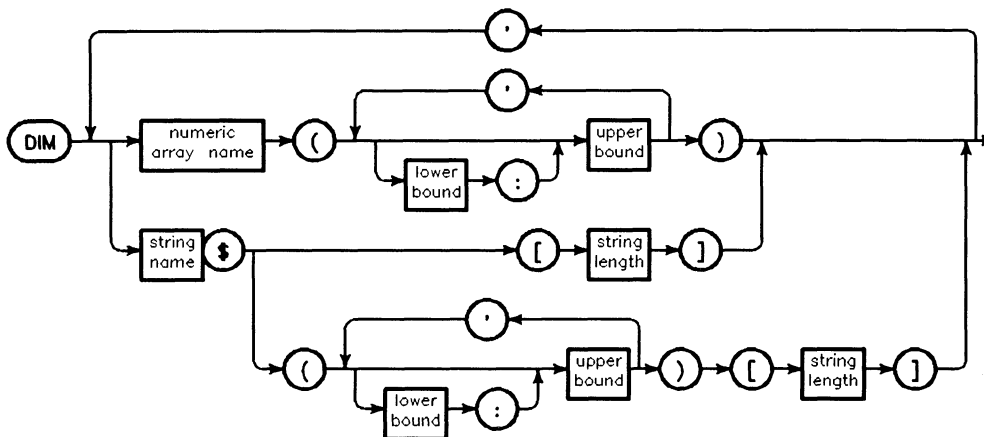 ,
,
DIM
numeric
array name
(
upper
bound
)
lower
bound
:
string
name
$
[
string
length
]
,
(
upper
bound
)
[
string
length
]
lower
bound
: